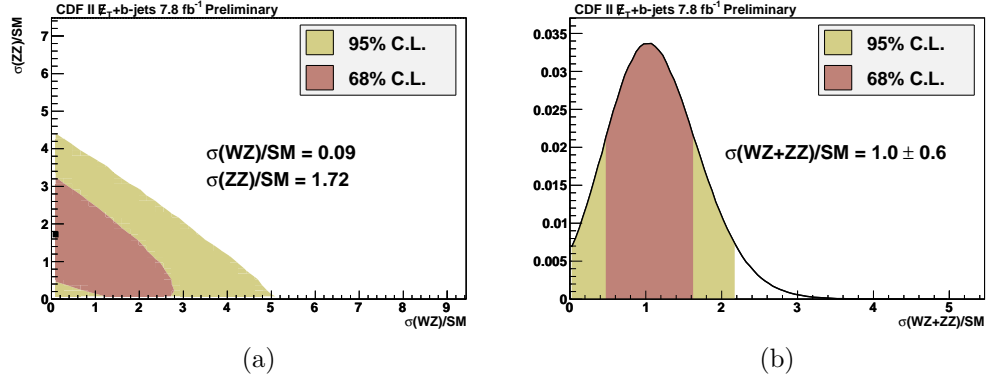 CDF II E̸T+b-jets 7.8 fb-1 Preliminary
σ(ZZ)/SM
7
6
5
4
3
2
1
0
95% C.L.
68% C.L.
σ(WZ)/SM = 0.09
σ(ZZ)/SM = 1.72
0 1 2 3 4 5 6 7 8 9
σ(WZ)/SM
(a)
CDF II E̸T+b-jets 7.8 fb-1 Preliminary
0.035
0.03
0.025
0.02
0.015
0.01
0.005
0
95% C.L.
68% C.L.
σ(WZ+ZZ)/SM = 1.0 ± 0.6
0 1 2 3 4 5
σ(WZ+ZZ)/SM
(b)